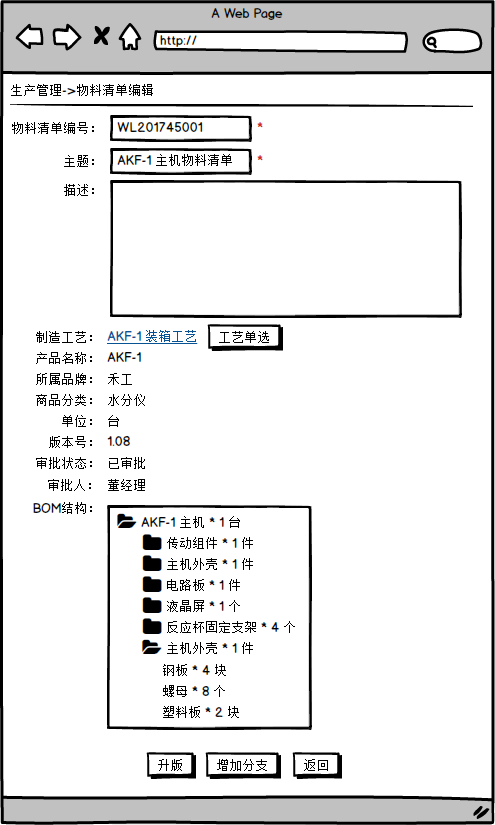 A Web Page
http://
生产管理->物料清单编辑
物料清单编号： WL201745001 *
主题： AKF-1 主机物料清单 *
描述：
制造工艺： AKF-1 装箱工艺 工艺单选
产品名称： AKF-1
所属品牌： 禾工
商品分类： 水分仪
单位： 台
版本号： 1.08
审批状态： 已审批
审批人： 董经理
BOM结构：
AKF-1 主机 * 1 台
传动组件 * 1 件
主机外壳 * 1 件
电路板 * 1 件
液晶屏 * 1 个
反应杯固定支架 * 4 个
主机外壳 * 1 件
钢板 * 4 块
螺母 * 8 个
塑料板 * 2 块
升版 增加分支 返回